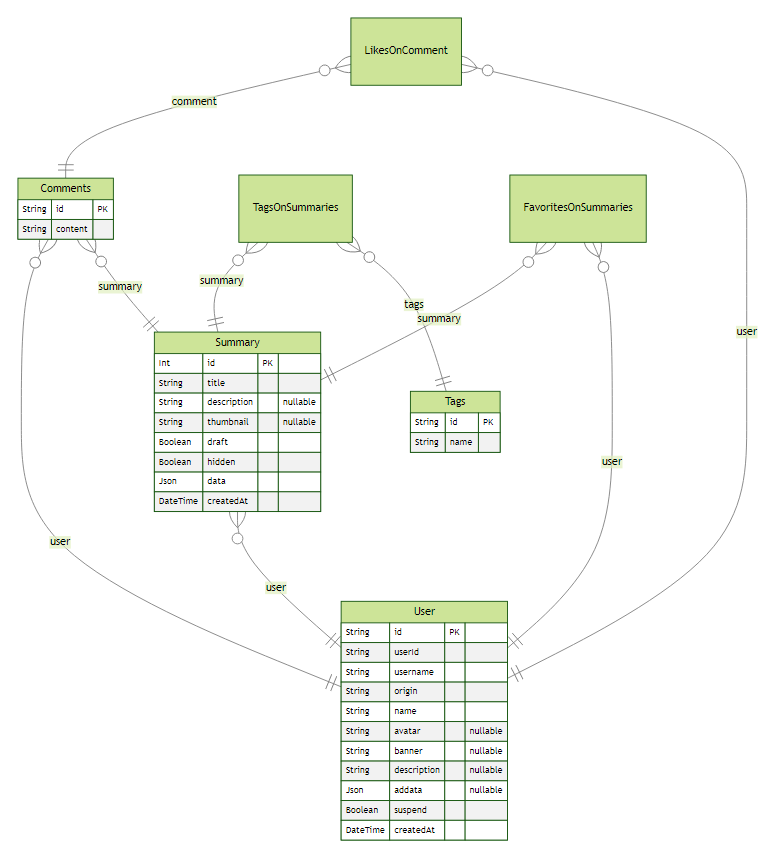 LikesOnComment
comment
Comments
String id PK
String content
TagsOnSummaries
FavoritesOnSummaries
summary
summary
tags
summary
user
Summary
Int id PK
String title
String description nullable
String thumbnail nullable
Boolean draft
Boolean hidden
Json data
DateTime createdAt
Tags
String id PK
String name
user
user
user
User
String id PK
String userId
String username
String origin
String name
String avatar nullable
String banner nullable
String description nullable
Json addata nullable
Boolean suspend
DateTime createdAt